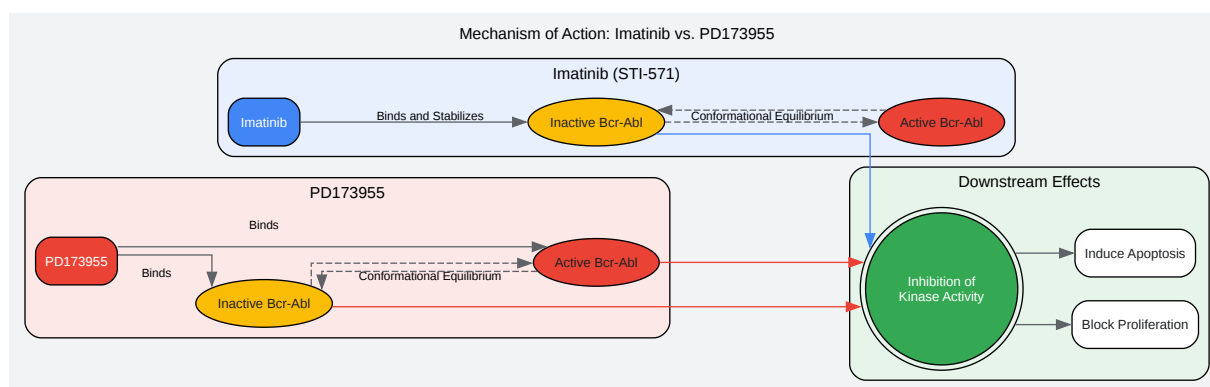 Mechanism of Action: Imatinib vs. PD173955
Imatinib (STI-571)
Imatinib
Binds and Stabilizes
Inactive Bcr-Abl
Conformational Equilibrium
Active Bcr-Abl
PD173955
PD173955
Binds
Binds
Inactive Bcr-Abl
Conformational Equilibrium
Active Bcr-Abl
Downstream Effects
Inhibition of
Kinase Activity
Induce Apoptosis
Block Proliferation